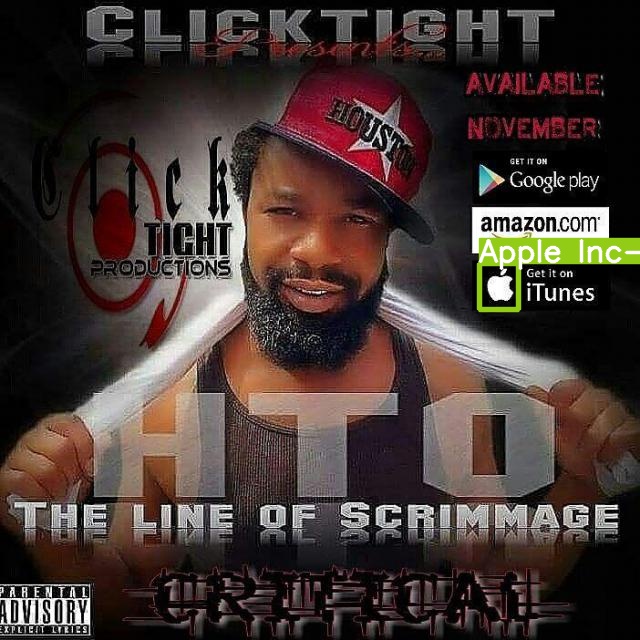 CLICKTIGHT
Presents...
AVAILABLE:
NOVEMBER:
GET IT ON
Google play
amazon.com
Apple Inc-
Get it on
iTunes
Click
TIGHT
PRODUCTIONS
HOUSTON
HTO
THE LINE OF SCRIMMAGE
CRITICAL
PARENTAL
ADVISORY
EXPLICIT LYRICS